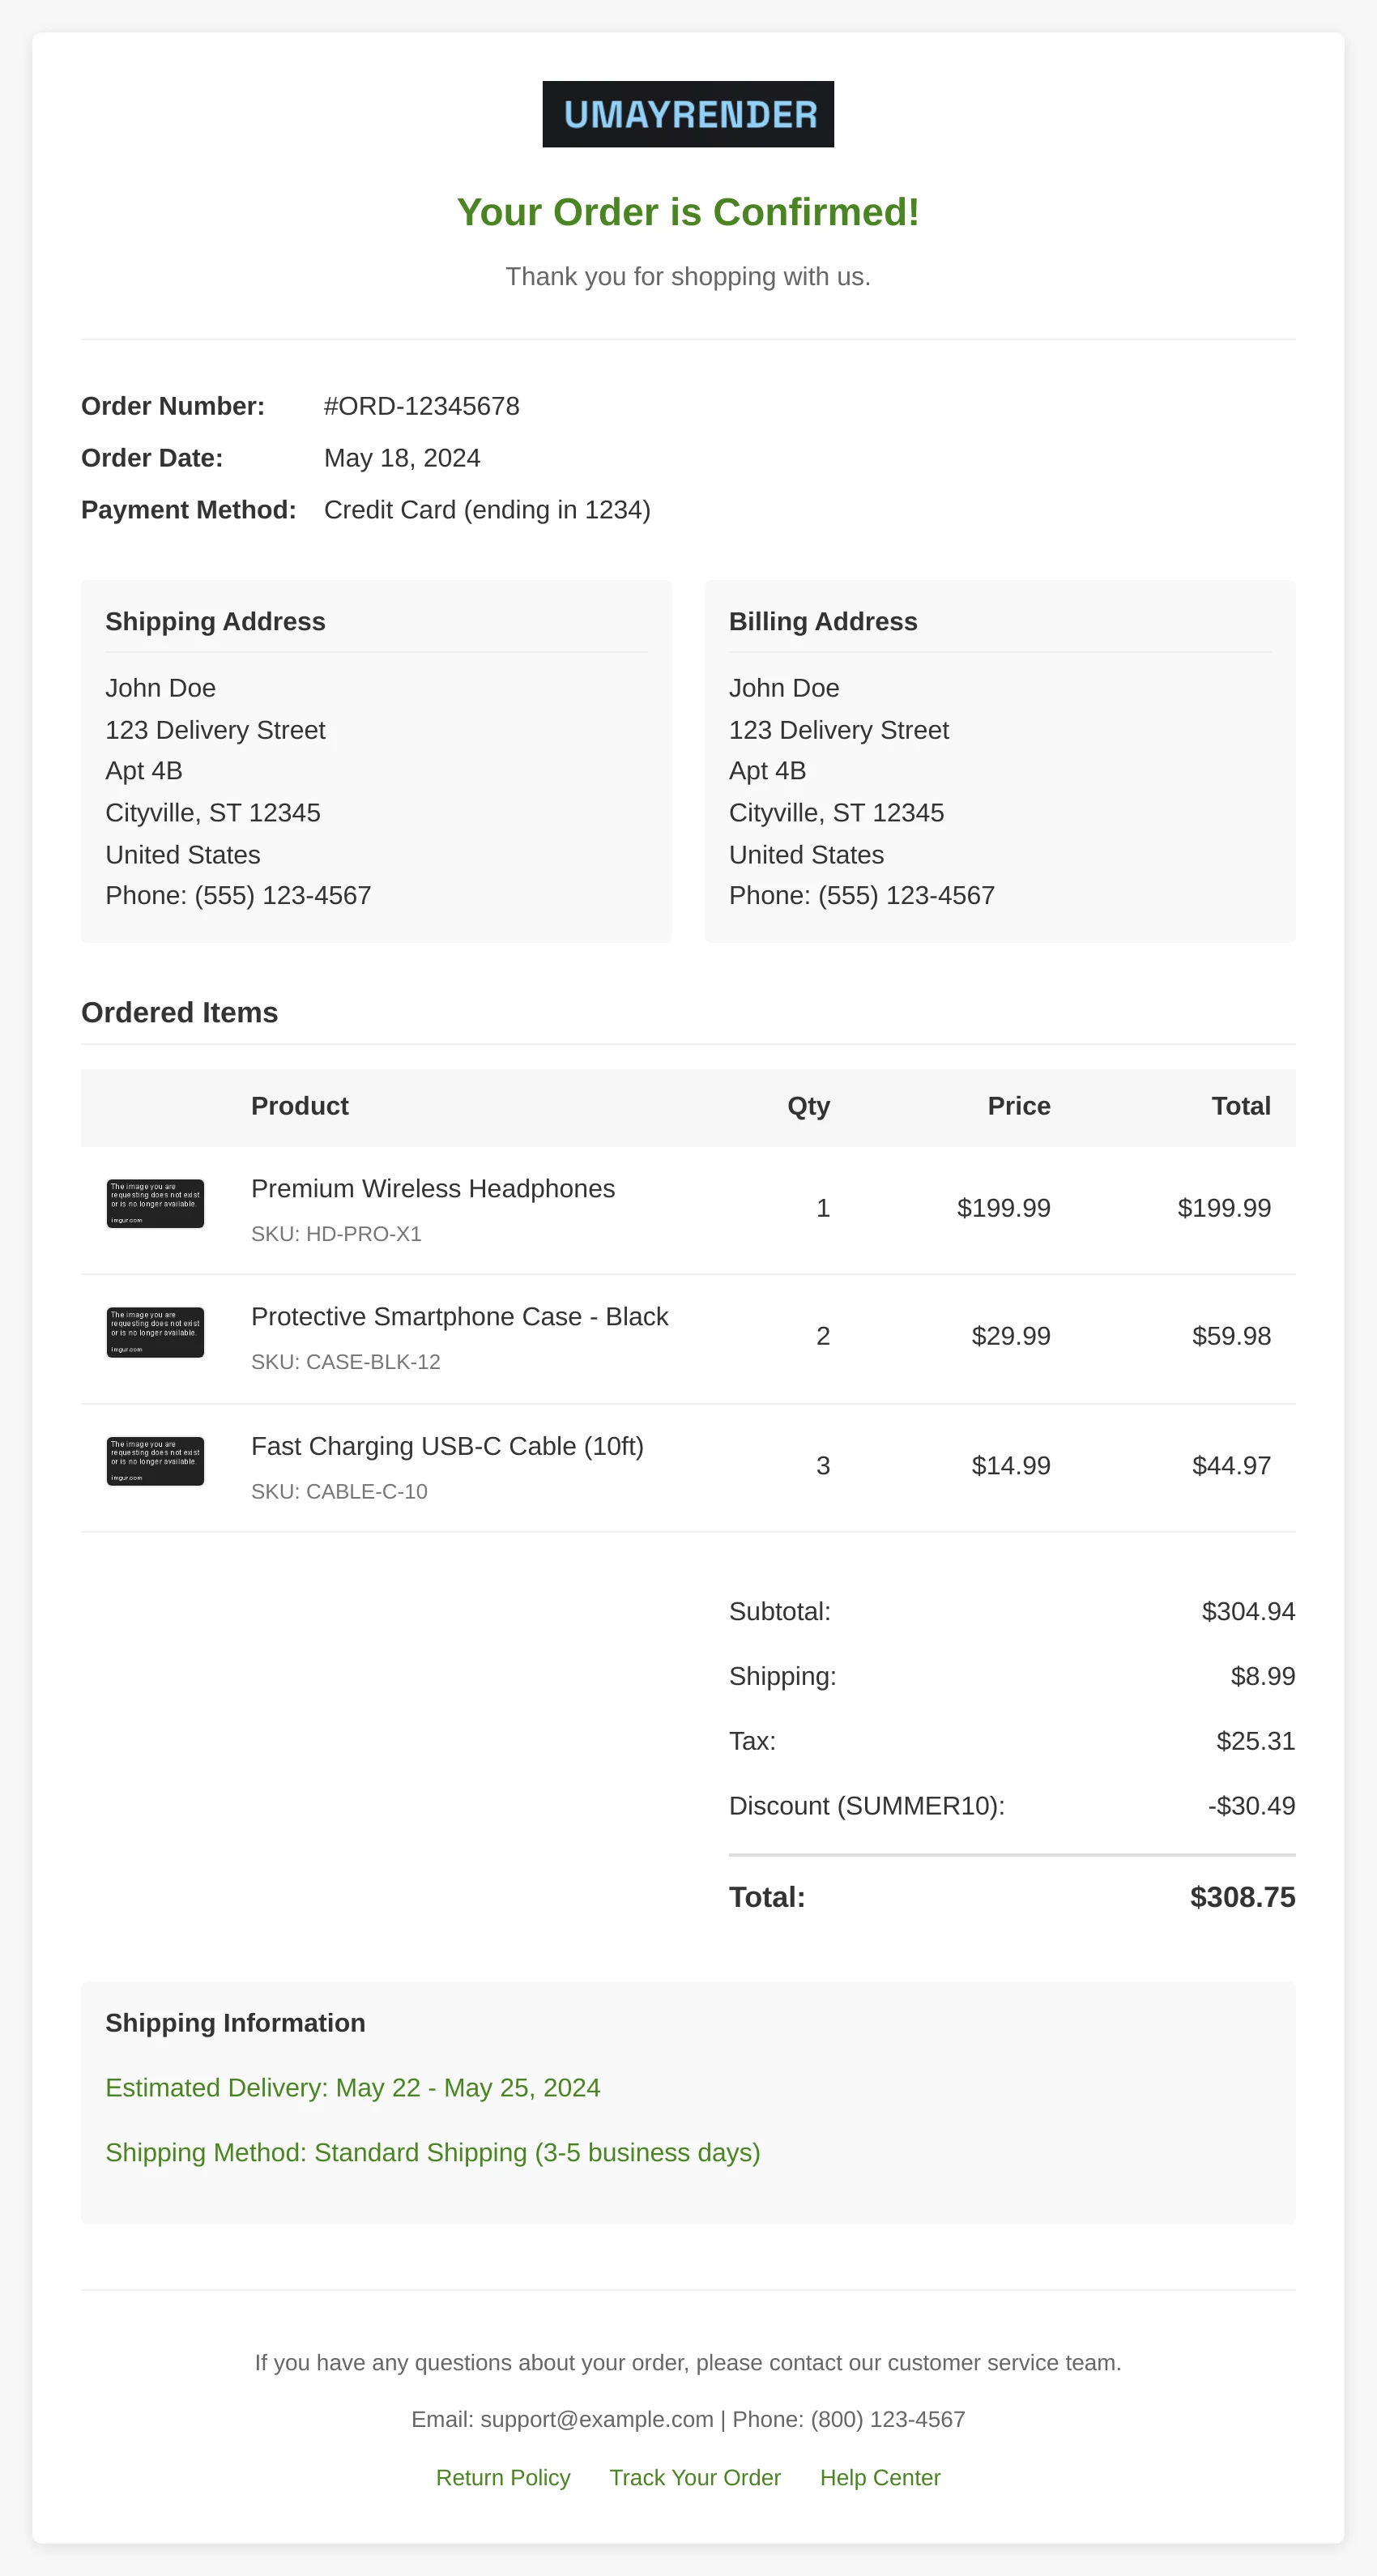 UMAYRENDER
Your Order is Confirmed!
Thank you for shopping with us.
Order Number: #ORD-12345678
Order Date: May 18, 2024
Payment Method: Credit Card (ending in 1234)
Shipping Address
John Doe
123 Delivery Street
Apt 4B
Cityville, ST 12345
United States
Phone: (555) 123-4567
Billing Address
John Doe
123 Delivery Street
Apt 4B
Cityville, ST 12345
United States
Phone: (555) 123-4567
Ordered Items
Product Qty Price Total
The image you are
requesting does not exist
or is no longer available.
imgur.com
Premium Wireless Headphones
SKU: HD-PRO-X1
1 $199.99 $199.99
The image you are
requesting does not exist
or is no longer available.
imgur.com
Protective Smartphone Case - Black
SKU: CASE-BLK-12
2 $29.99 $59.98
The image you are
requesting does not exist
or is no longer available.
imgur.com
Fast Charging USB-C Cable (10ft)
SKU: CABLE-C-10
3 $14.99 $44.97
Subtotal: $304.94
Shipping: $8.99
Tax: $25.31
Discount (SUMMER10): -$30.49
Total: $308.75
Shipping Information
Estimated Delivery: May 22 - May 25, 2024
Shipping Method: Standard Shipping (3-5 business days)
If you have any questions about your order, please contact our customer service team.
Email: support@example.com | Phone: (800) 123-4567
Return Policy Track Your Order Help Center